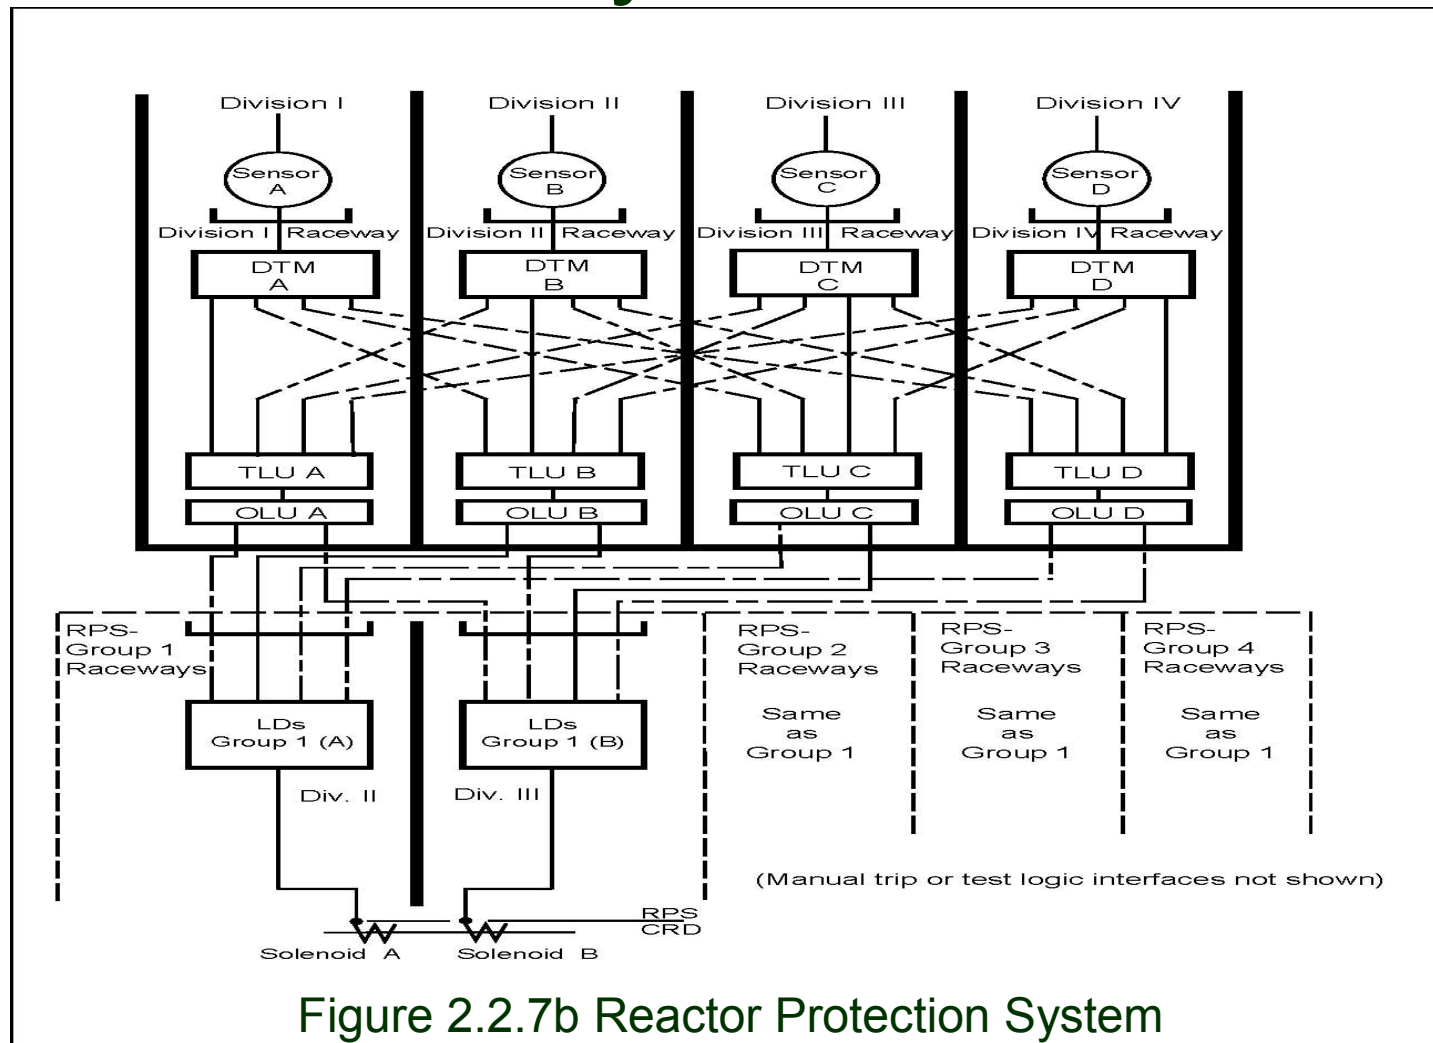 Division I
Division II
Division III
Division IV
Sensor
A
Sensor
B
Sensor
C
Sensor
D
Division I Raceway
Division II Raceway
Division III Raceway
Division IV Raceway
DTM
A
DTM
B
DTM
C
DTM
D
TLU A
TLU B
TLU C
TLU D
OLU A
OLU B
OLU C
OLU D
RPS-
Group 1
Raceways
RPS-
Group 2
Raceways
RPS-
Group 3
Raceways
RPS-
Group 4
Raceways
LDs
Group 1 (A)
LDs
Group 1 (B)
Same
as
Group 1
Same
as
Group 1
Same
as
Group 1
Div. II
Div. III
(Manual trip or test logic interfaces not shown)
RPS
CRD
Solenoid A
Solenoid B
Figure 2.2.7b Reactor Protection System